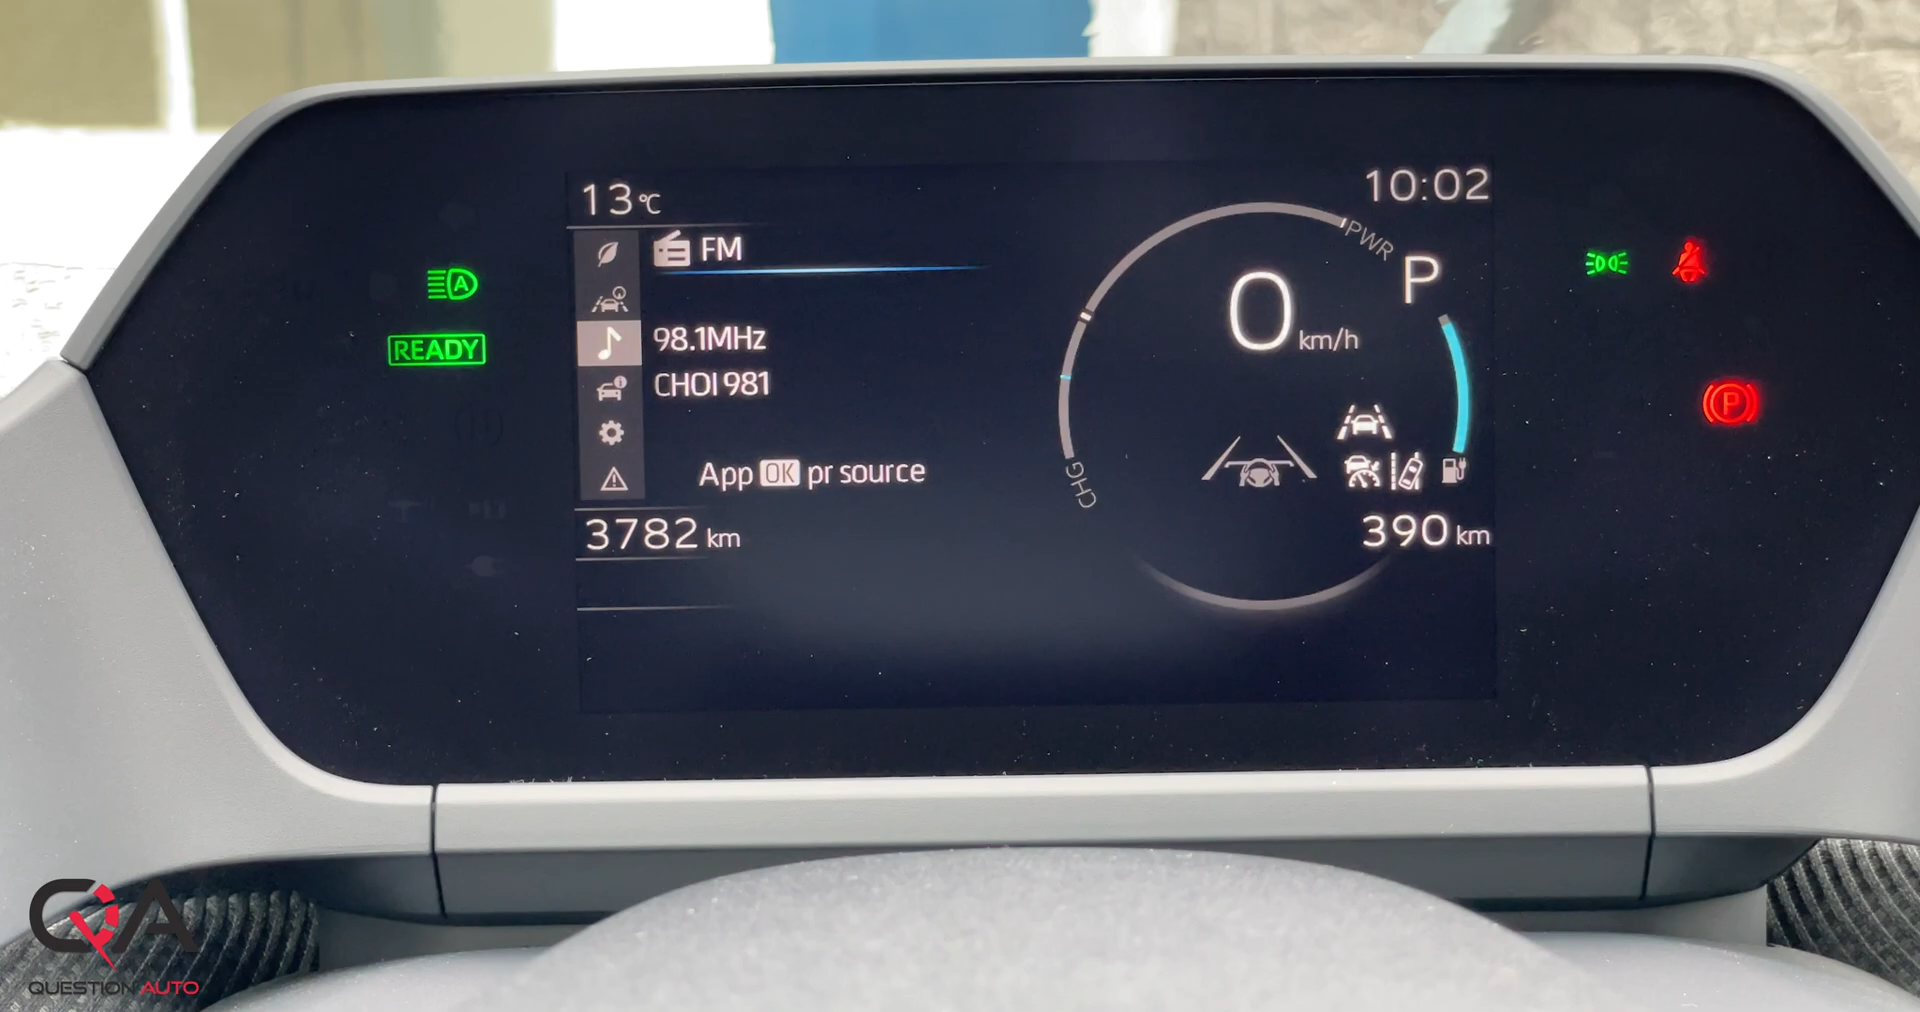 13°C
10:02
FM
PWR
P
A
0 km/h
READY
98.1MHz
CHOI 981
P
App OK pr source
CHG
3782 km
390 km
QA
QUESTION AUTO